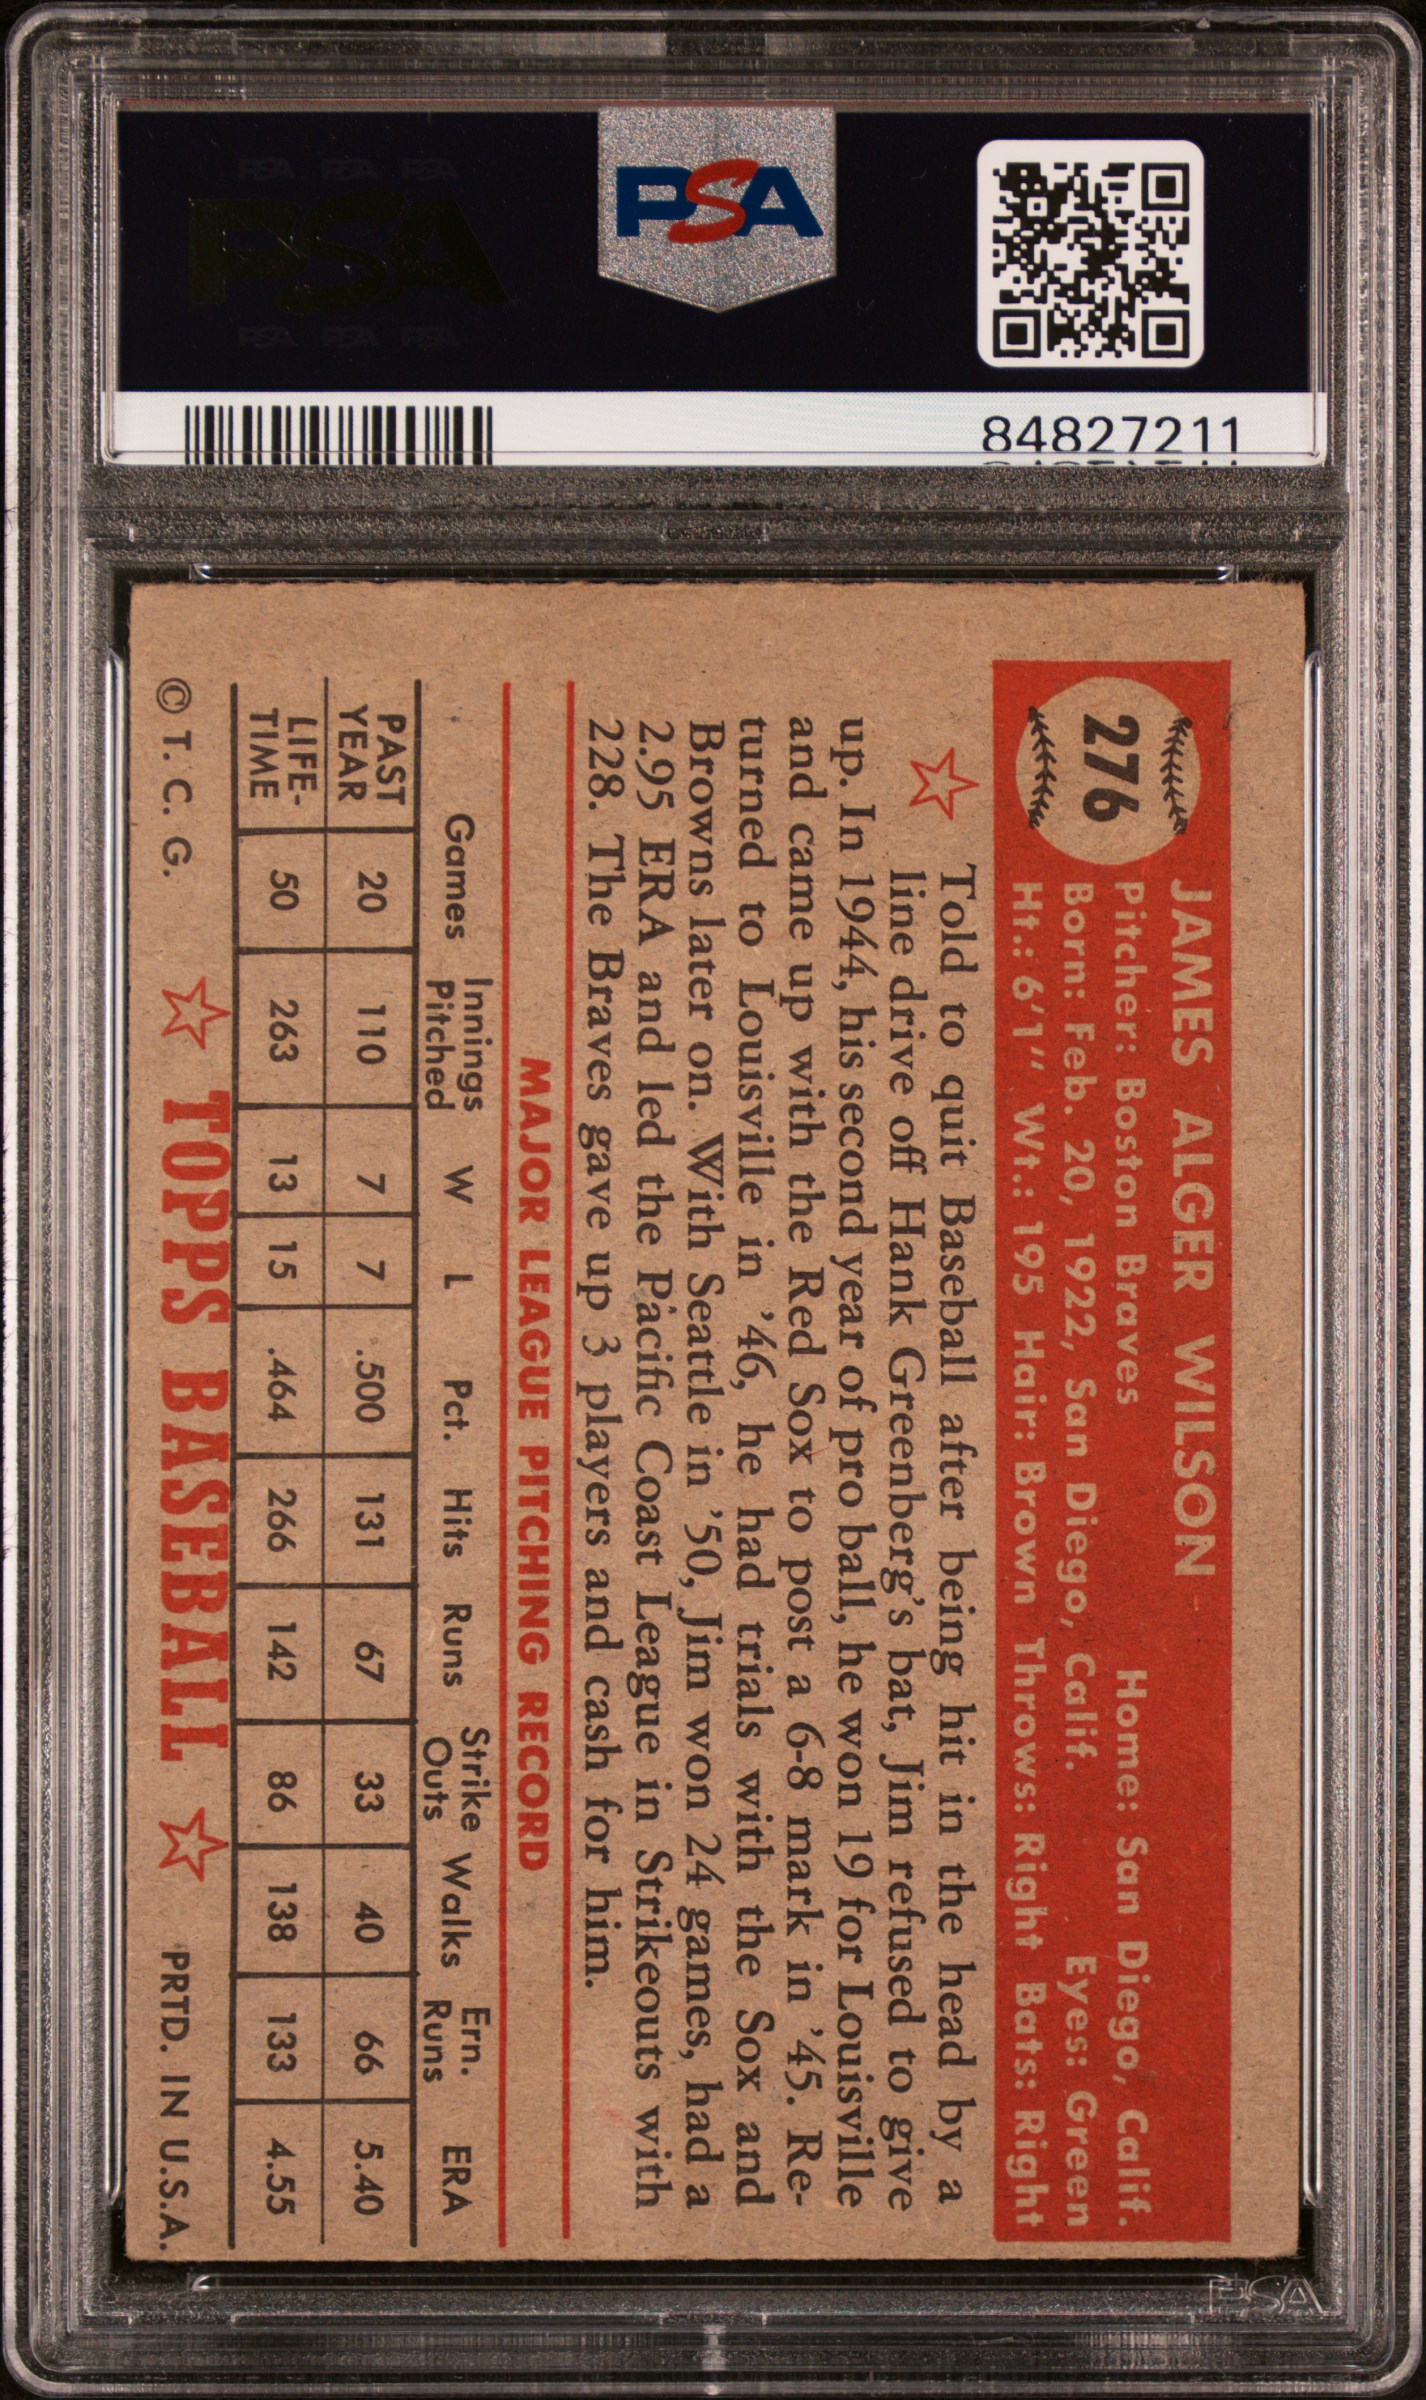 PSA PSA PSA
PSA
PSA PSA PSA
PSA
84827211
276
JAMES ALGER WILSON
Pitcher: Boston Braves Home: San Diego, Calif.
Born: Feb. 20, 1922, San Diego, Calif. Eyes: Green
Ht.: 6'1" Wt.: 195 Hair: Brown Throws: Right Bats: Right
Told to quit Baseball after being hit in the head by a
line drive off Hank Greenberg's bat, Jim refused to give
up. In 1944, his second year of pro ball, he won 19 for Louisville
and came up with the Red Sox to post a 6-8 mark in '45. Re-
turned to Louisville in '46, he had trials with the Sox and
Browns later on. With Seattle in '50, Jim won 24 games, had a
2.95 ERA and led the Pacific Coast League in Strikeouts with
228. The Braves gave up 3 players and cash for him.
MAJOR LEAGUE PITCHING RECORD
Games Innings Pitched W L Pct. Hits Runs Strike Outs Walks Ern. Runs ERA
PAST YEAR 20 110 7 7 .500 131 67 33 40 66 5.40
LIFE-TIME 50 263 13 15 .464 266 142 86 138 133 4.55
© T. C. G. TOPPS BASEBALL PRTD. IN U.S.A.
PSA